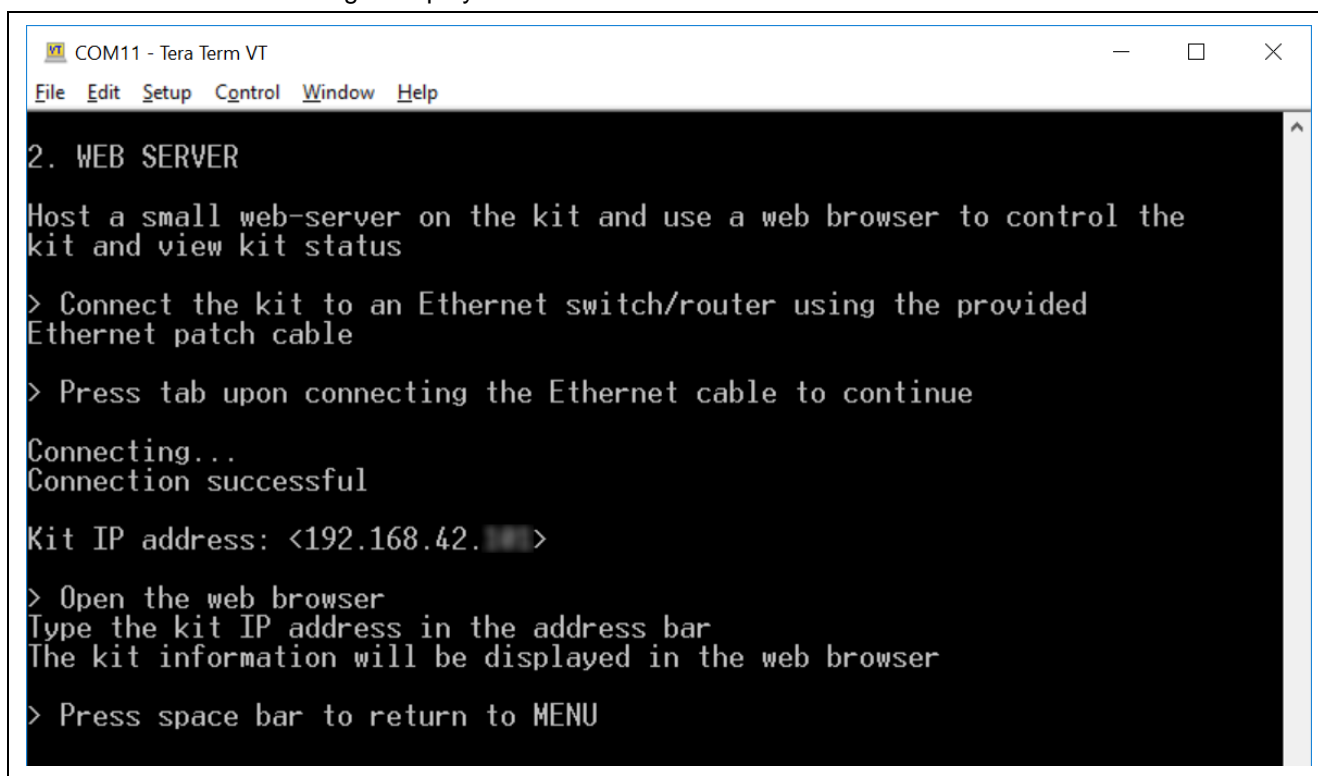 COM11 - Tera Term VT
File Edit Setup Control Window Help
2. WEB SERVER
Host a small web-server on the kit and use a web browser to control the
kit and view kit status
> Connect the kit to an Ethernet switch/router using the provided
Ethernet patch cable
> Press tab upon connecting the Ethernet cable to continue
Connecting...
Connection successful
Kit IP address: <192.168.42. >
> Open the web browser
Type the kit IP address in the address bar
The kit information will be displayed in the web browser
> Press space bar to return to MENU